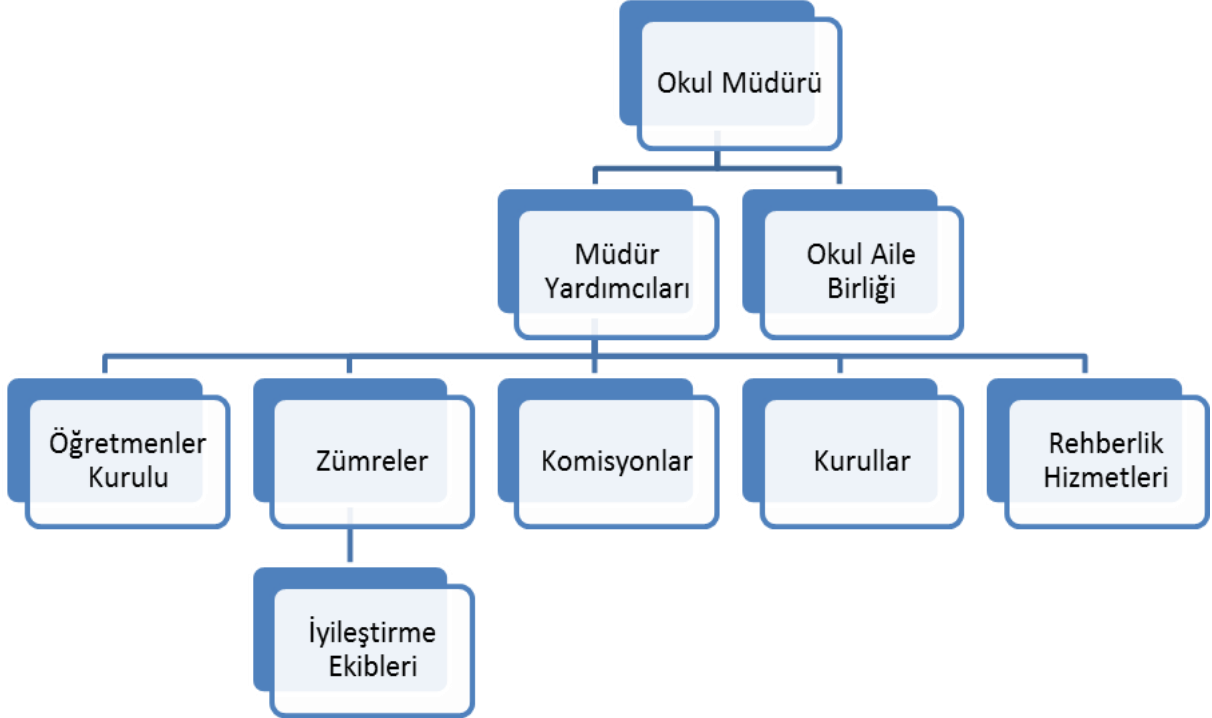 Okul Müdürü
Müdür
Yardımcıları
Okul Aile
Birliği
Öğretmenler
Kurulu
Zümreler
Komisyonlar
Kurullar
Rehberlik
Hizmetleri
İyileştirme
Ekibleri